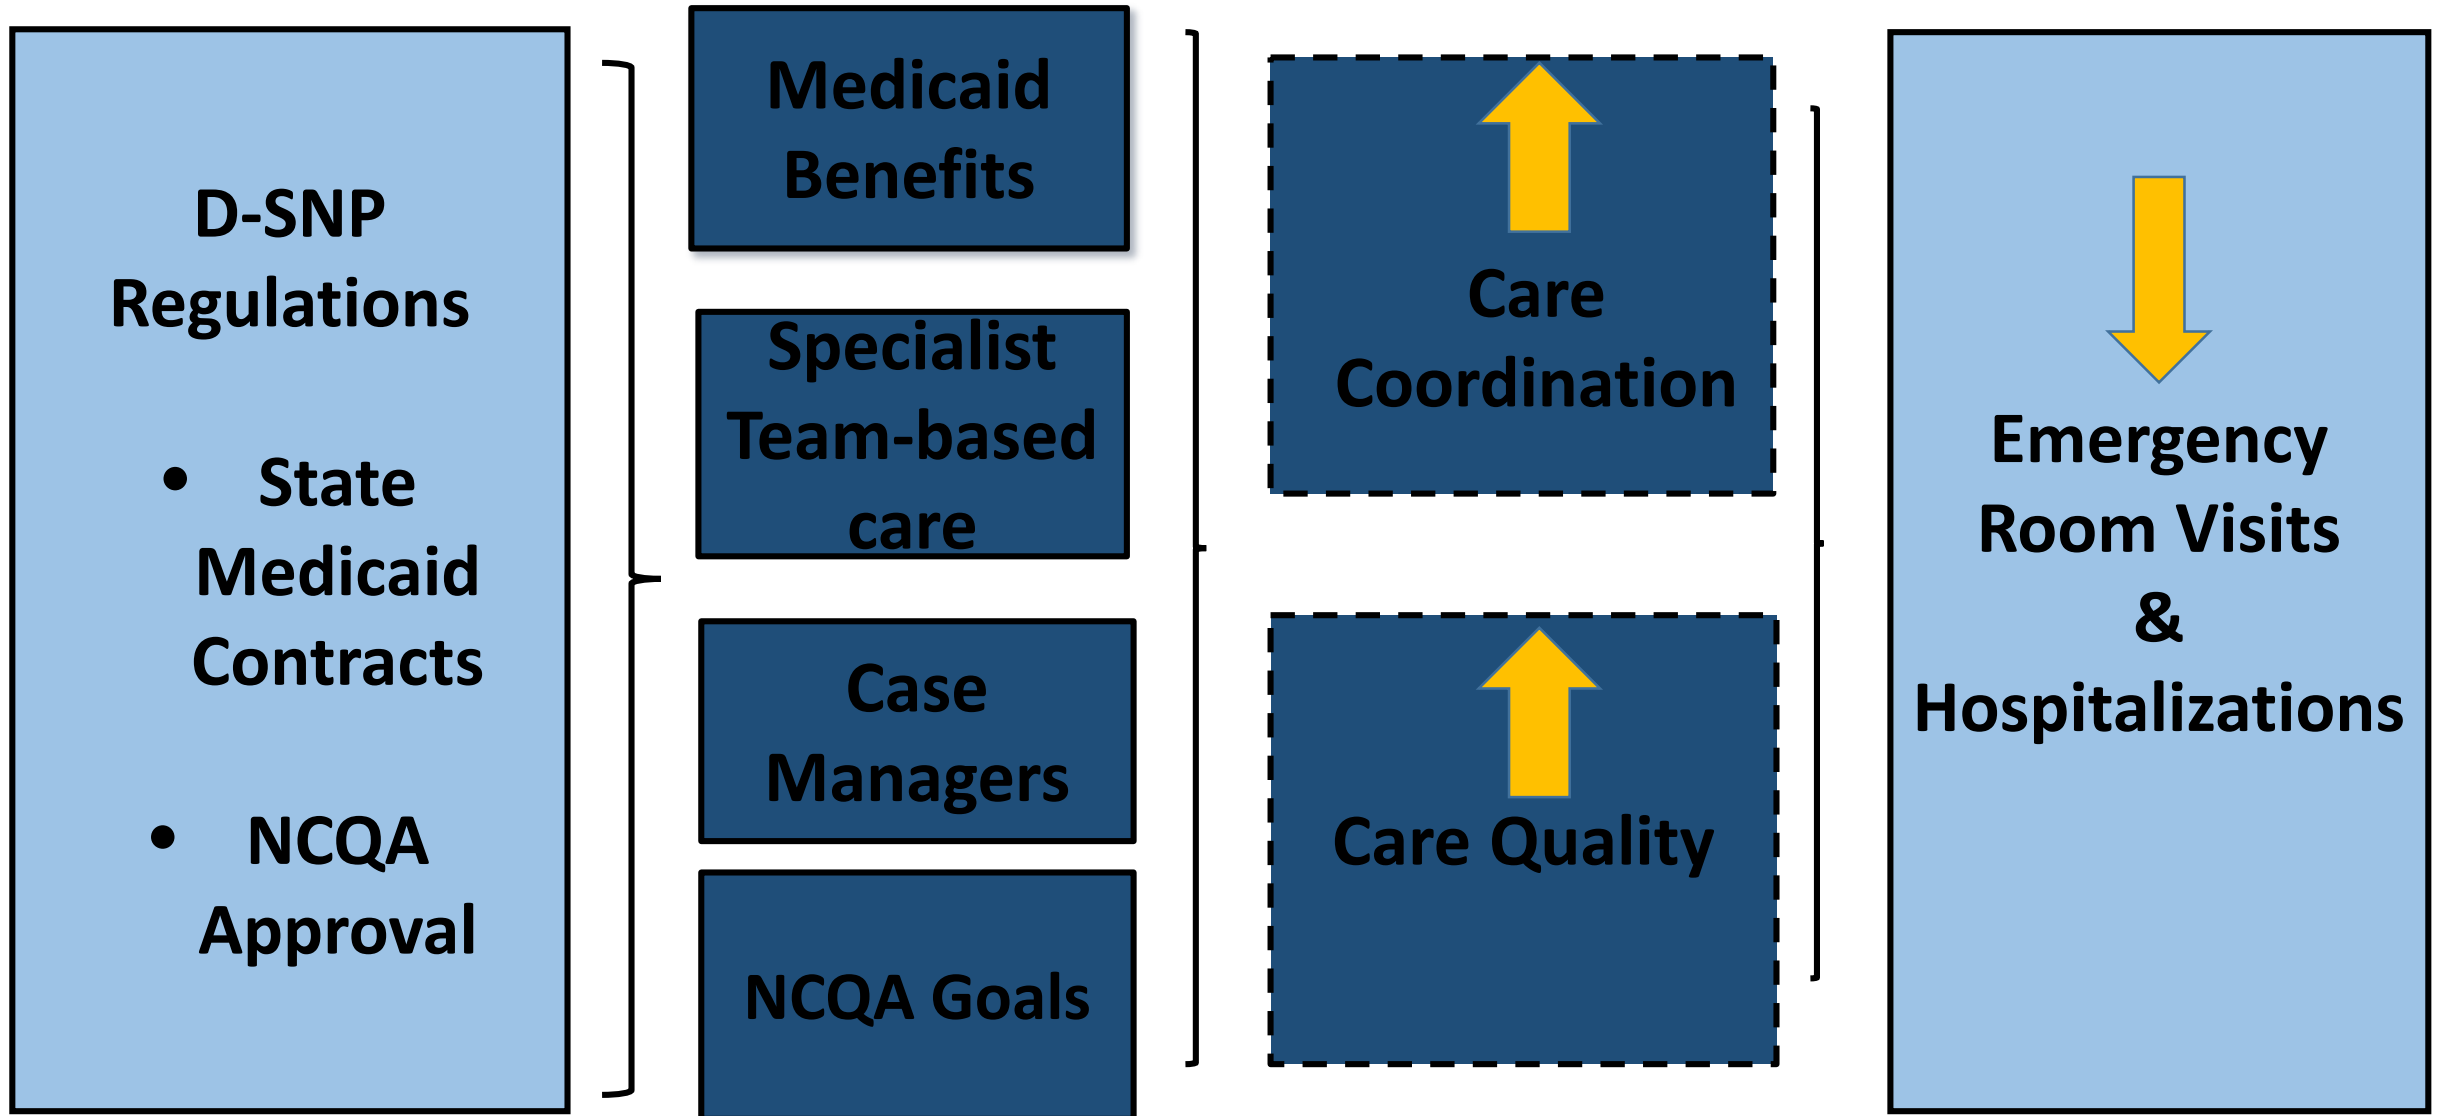 D-SNP
Regulations
• State
Medicaid
Contracts
• NCQA
Approval
Medicaid
Benefits
Specialist
Team-based
care
Case
Managers
NCQA Goals
Care
Coordination
Care Quality
Emergency
Room Visits
&
Hospitalizations